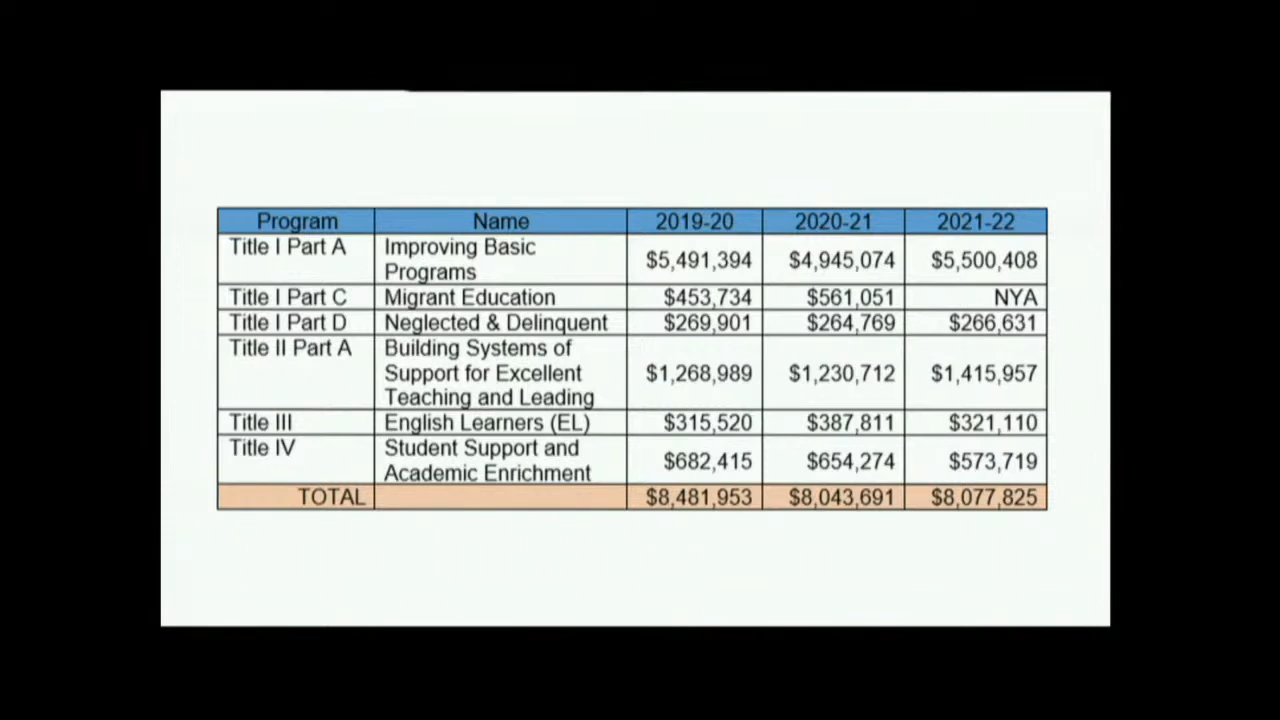 Program Name 2019-20 2020-21 2021-22
Title I Part A Improving Basic Programs $5,491,394 $4,945,074 $5,500,408
Title I Part C Migrant Education $453,734 $561,051 NYA
Title I Part D Neglected & Delinquent $269,901 $264,769 $266,631
Title II Part A Building Systems of Support for Excellent Teaching and Leading $1,268,989 $1,230,712 $1,415,957
Title III English Learners (EL) $315,520 $387,811 $321,110
Title IV Student Support and Academic Enrichment $682,415 $654,274 $573,719
TOTAL $8,481,953 $8,043,691 $8,077,825